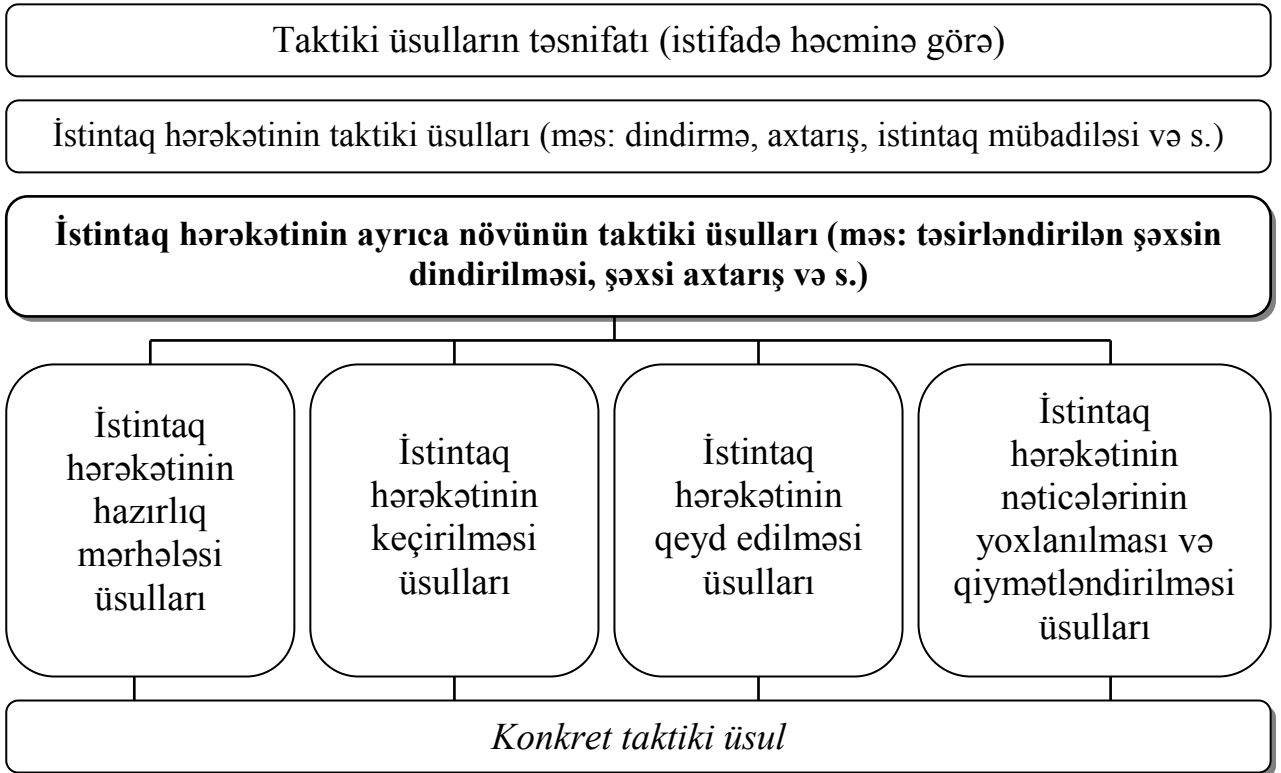 Taktiki üsulların təsnifatı (istifadə həcminə görə)
İstintaq hərəkətinin taktiki üsulları (məs: dindirmə, axtarış, istintaq mübadiləsi və s.)
İstintaq hərəkətinin ayrıca növünün taktiki üsulları (məs: təsirləndirilən şəxsin
dindirilməsi, şəxsi axtarış və s.)
İstintaq
hərəkətinin
hazırlıq
mərhələsi
üsulları
İstintaq
hərəkətinin
keçirilməsi
üsulları
İstintaq
hərəkətinin
qeyd edilməsi
üsulları
İstintaq
hərəkətinin
nəticələrinin
yoxlanılması və
qiymətləndirilməsi
üsulları
Konkret taktiki üsul